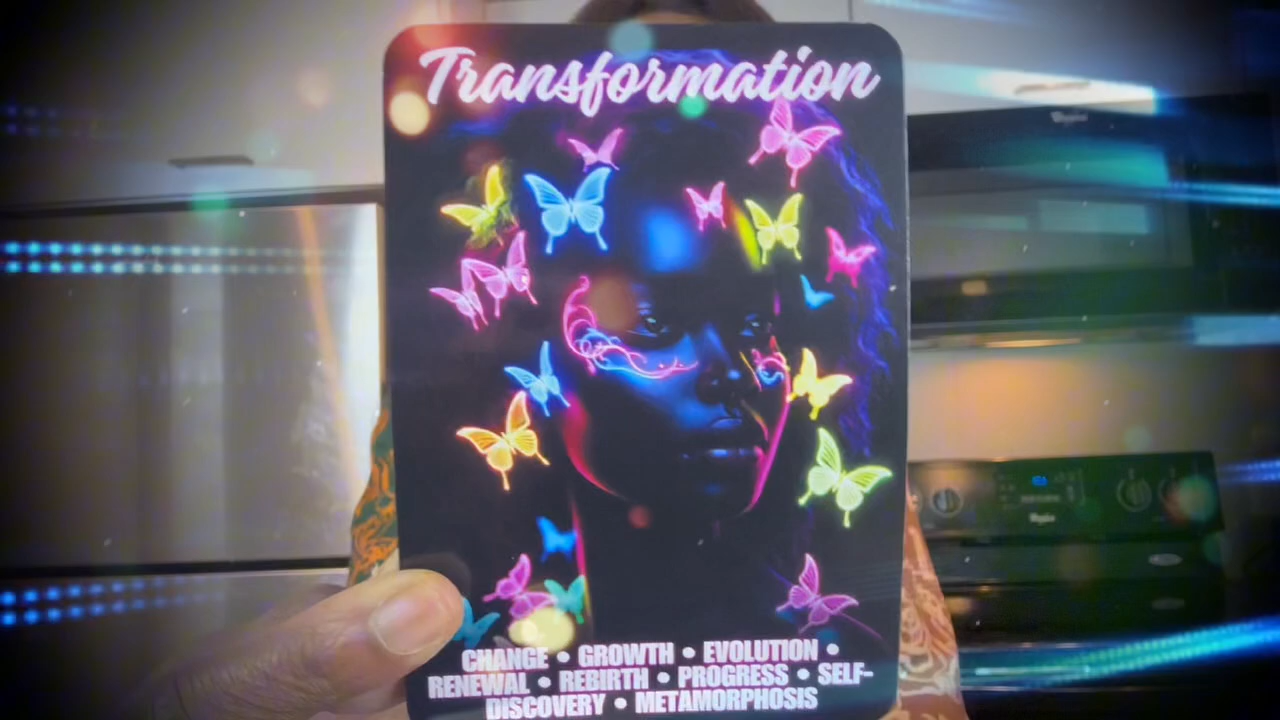 Transformation
CHANGE • GROWTH • EVOLUTION •
RENEWAL • REBIRTH • PROGRESS • SELF-
DISCOVERY • METAMORPHOSIS